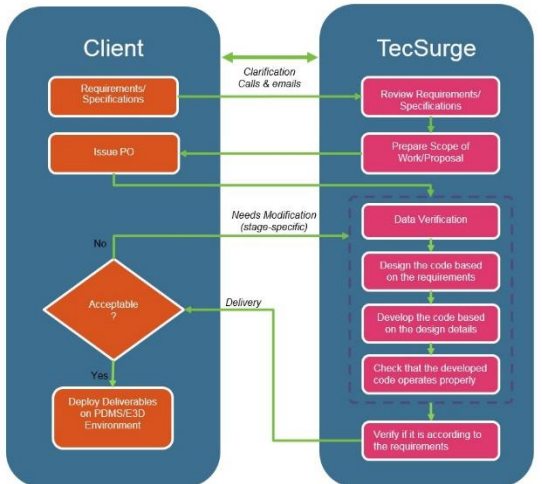 Client
TecSurge
Clarification
Calls & emails
Requirements/
Specifications
Review Requirements/
Specifications
Issue PO
Prepare Scope of
Work/Proposal
Needs Modification
(stage-specific)
Data Verification
No
Design the code based
on the requirements
Acceptable
?
Delivery
Develop the code based
on the design details
Yes
Check that the developed
code operates properly
Deploy Deliverables
on PDMS/E3D
Environment
Verify if it is according to
the requirements